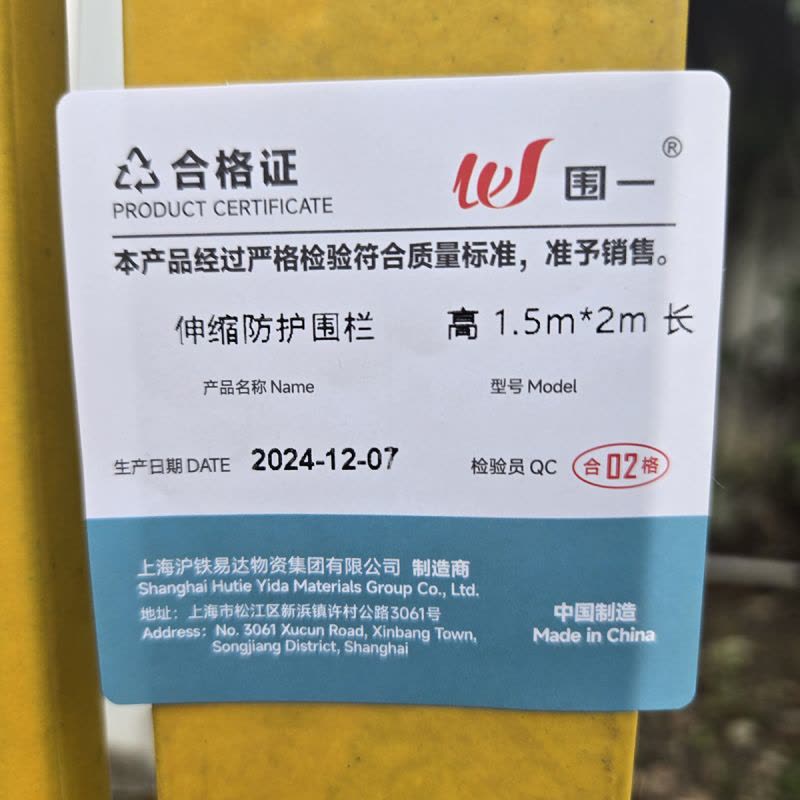 合格证
PRODUCT CERTIFICATE
围一®
本产品经过严格检验符合质量标准，准予销售。
伸缩防护围栏 高 1.5m*2m 长
产品名称 Name 型号 Model
生产日期 DATE 2024-12-07 检验员 QC 合02格
上海沪铁易达物资集团有限公司 制造商
Shanghai Hutie Yida Materials Group Co., Ltd.
地址：上海市松江区新浜镇许村公路3061号
Address：No. 3061 Xucun Road, Xinbang Town,
Songjiang District, Shanghai
中国制造
Made in China